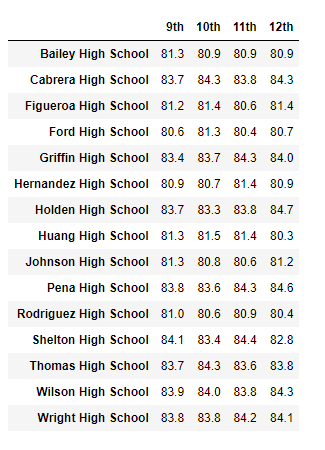 9th 10th 11th 12th
Bailey High School 81.3 80.9 80.9 80.9
Cabrera High School 83.7 84.3 83.8 84.3
Figueroa High School 81.2 81.4 80.6 81.4
Ford High School 80.6 81.3 80.4 80.7
Griffin High School 83.4 83.7 84.3 84.0
Hernandez High School 80.9 80.7 81.4 80.9
Holden High School 83.7 83.3 83.8 84.7
Huang High School 81.3 81.5 81.4 80.3
Johnson High School 81.3 80.8 80.6 81.2
Pena High School 83.8 83.6 84.3 84.6
Rodriguez High School 81.0 80.6 80.9 80.4
Shelton High School 84.1 83.4 84.4 82.8
Thomas High School 83.7 84.3 83.6 83.8
Wilson High School 83.9 84.0 83.8 84.3
Wright High School 83.8 83.8 84.2 84.1